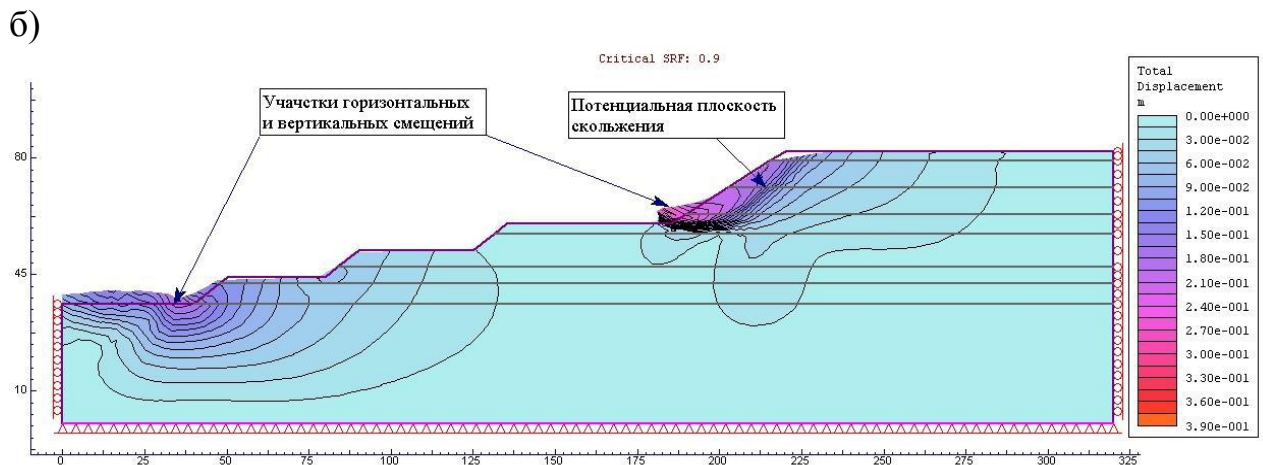 б)
Critical SRF: 0.9
Учачстки горизонтальных
и вертикальных смещений
Потенциальная плоскость
скольжения
Total
Displacement
m
0.00e+000
3.00e-002
6.00e-002
9.00e-002
1.20e-001
1.50e-001
1.80e-001
2.10e-001
2.40e-001
2.70e-001
3.00e-001
3.30e-001
3.60e-001
3.90e-001
80
45
10
0 25 50 75 100 125 150 175 200 225 250 275 300 325